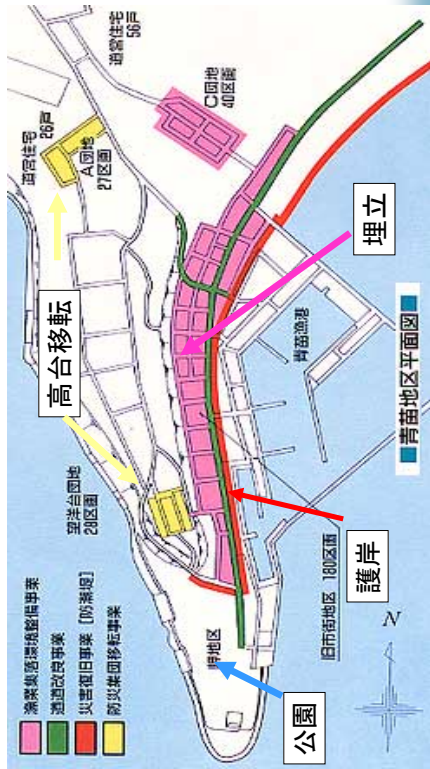 漁業集落環境整備事業
道道改良事業
災害復旧事業 [防潮堤]
防災集団移転事業
道営住宅
56戸
道営住宅
26戸
A団地
27区画
C団地
40区画
高台移転
望洋台団地
28区画
埋立
青苗漁港
■青苗地区平面図■
護岸
旧市街地区 180区画
岬地区
公園
N